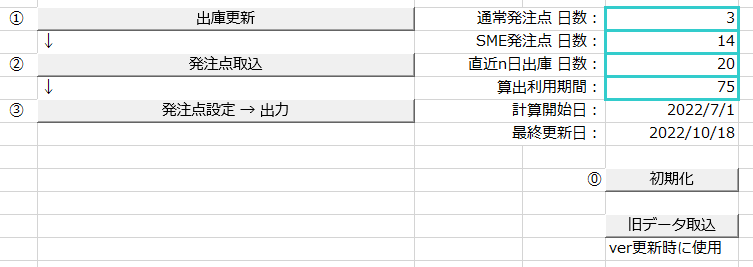 ① 出庫更新 通常発注点 日数： 3
↓ SME発注点 日数： 14
② 発注点取込 直近n日出庫 日数： 20
↓ 算出利用期間： 75
③ 発注点設定 → 出力 計算開始日： 2022/7/1
最終更新日： 2022/10/18
⓪ 初期化
旧データ取込
ver更新時に使用